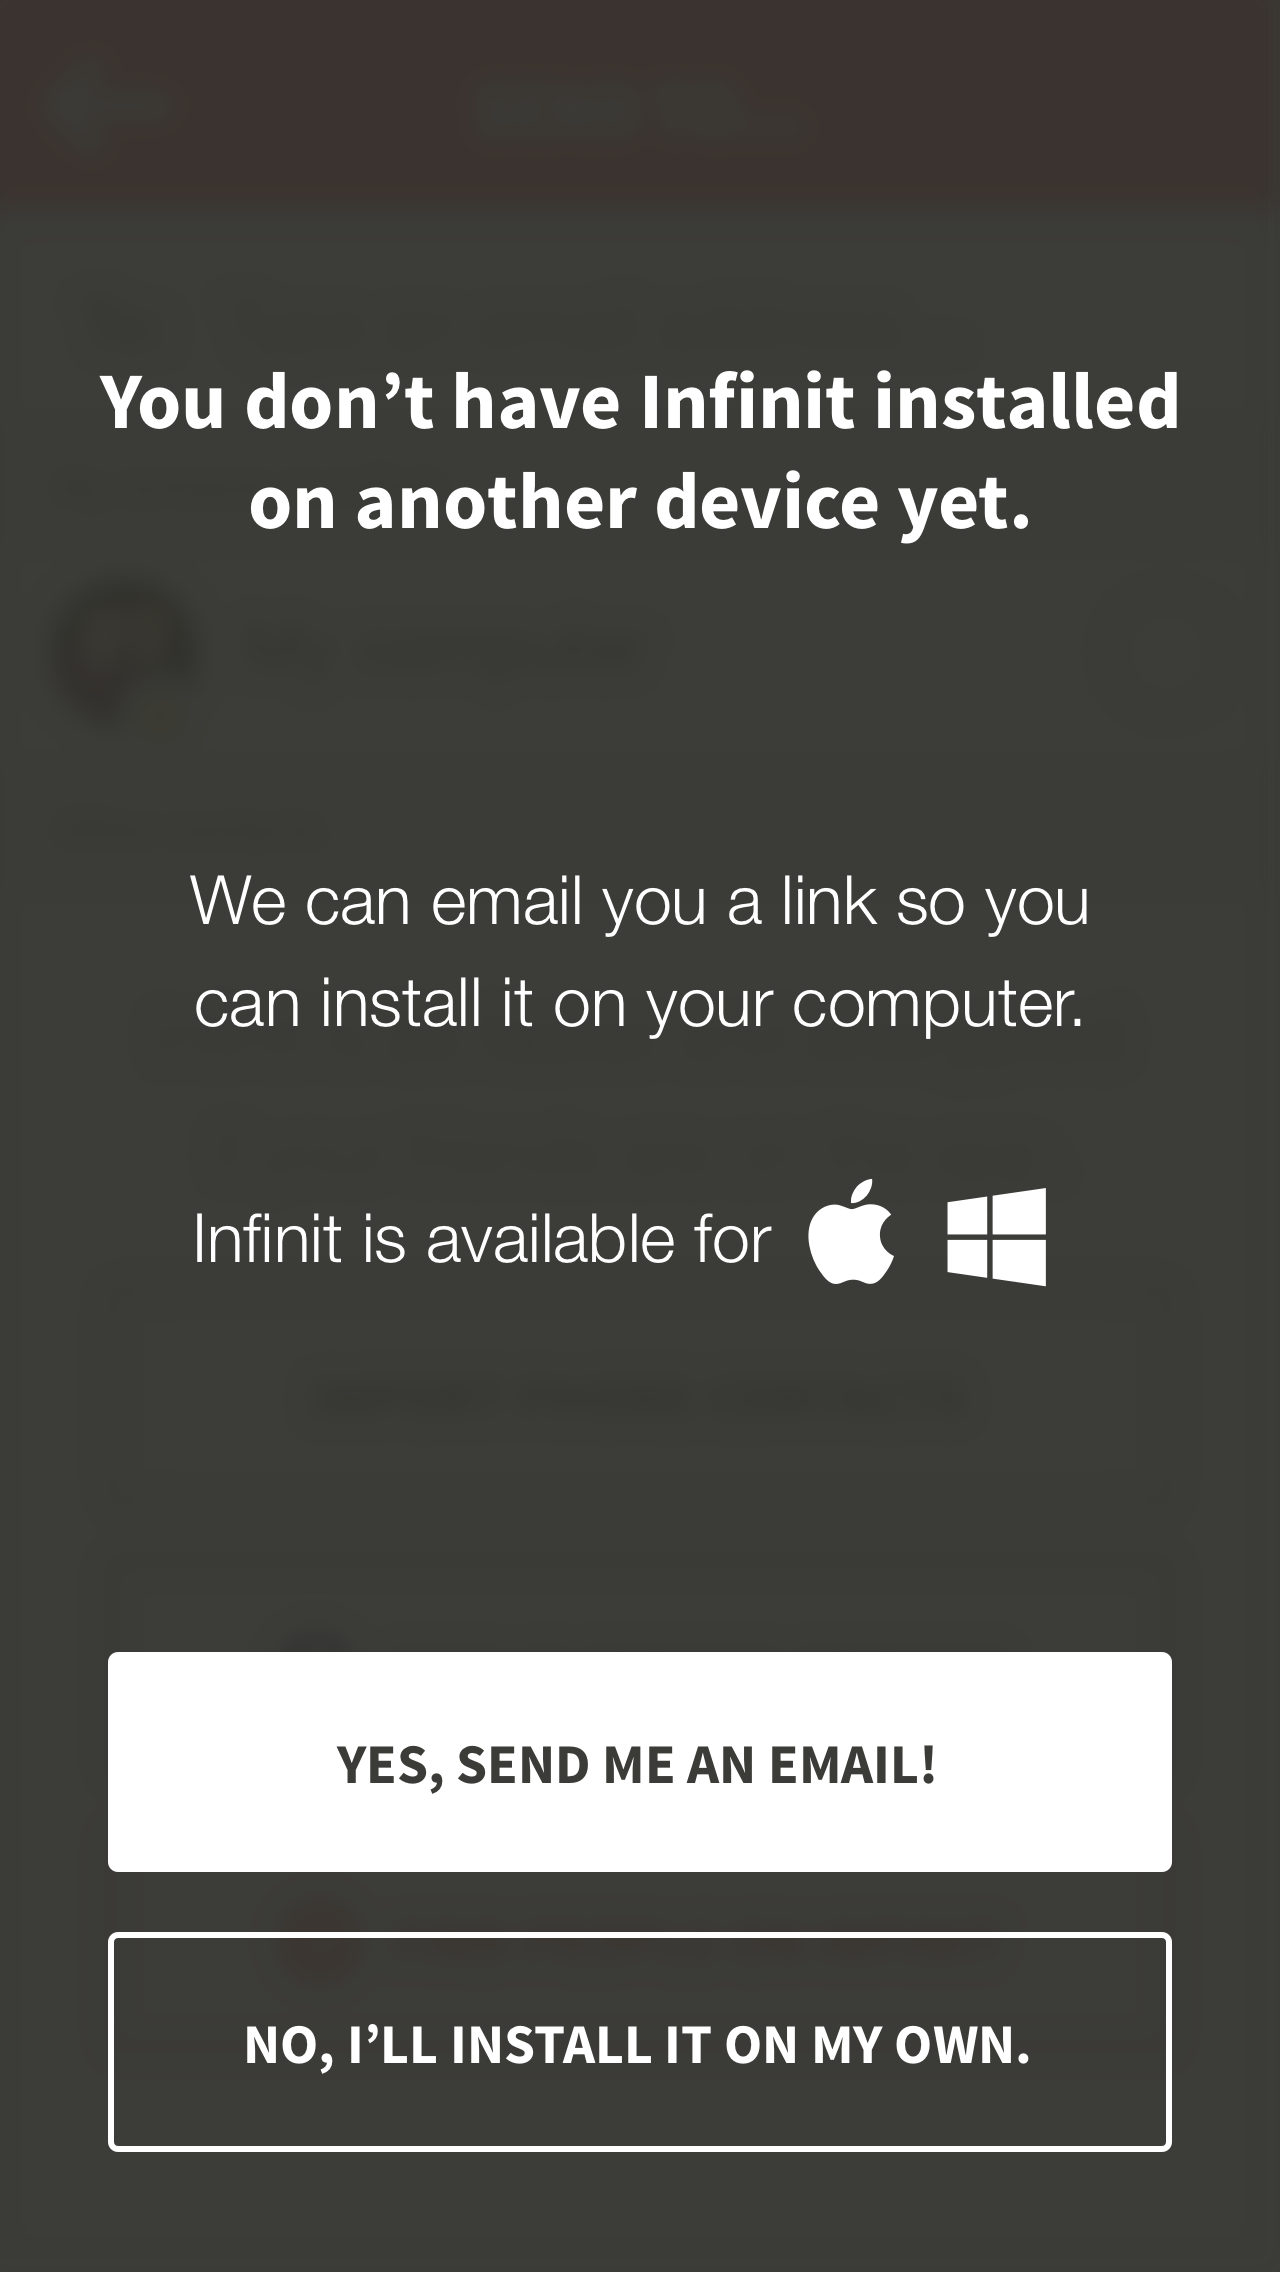 You don’t have Infinit installed
on another device yet.
We can email you a link so you
can install it on your computer.
Infinit is available for
YES, SEND ME AN EMAIL!
NO, I’LL INSTALL IT ON MY OWN.